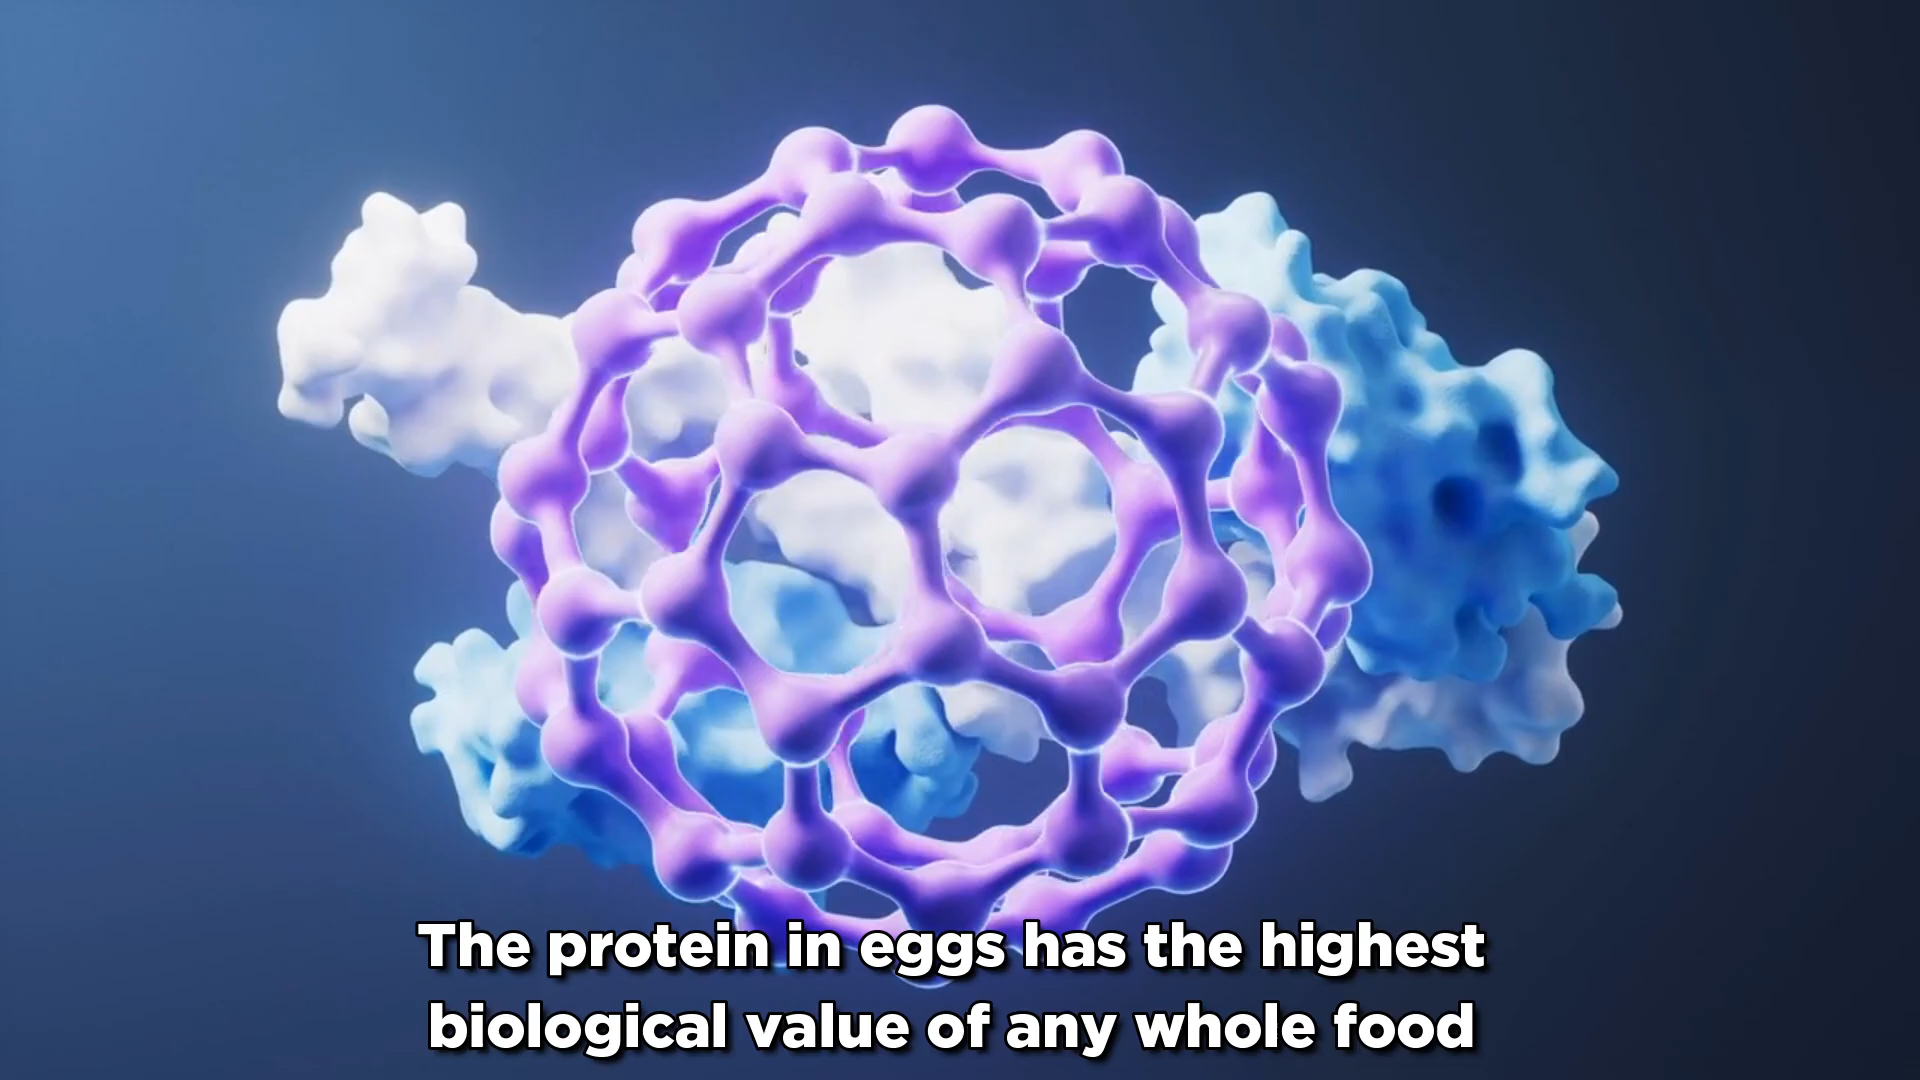 The protein in eggs has the highest
biological value of any whole food